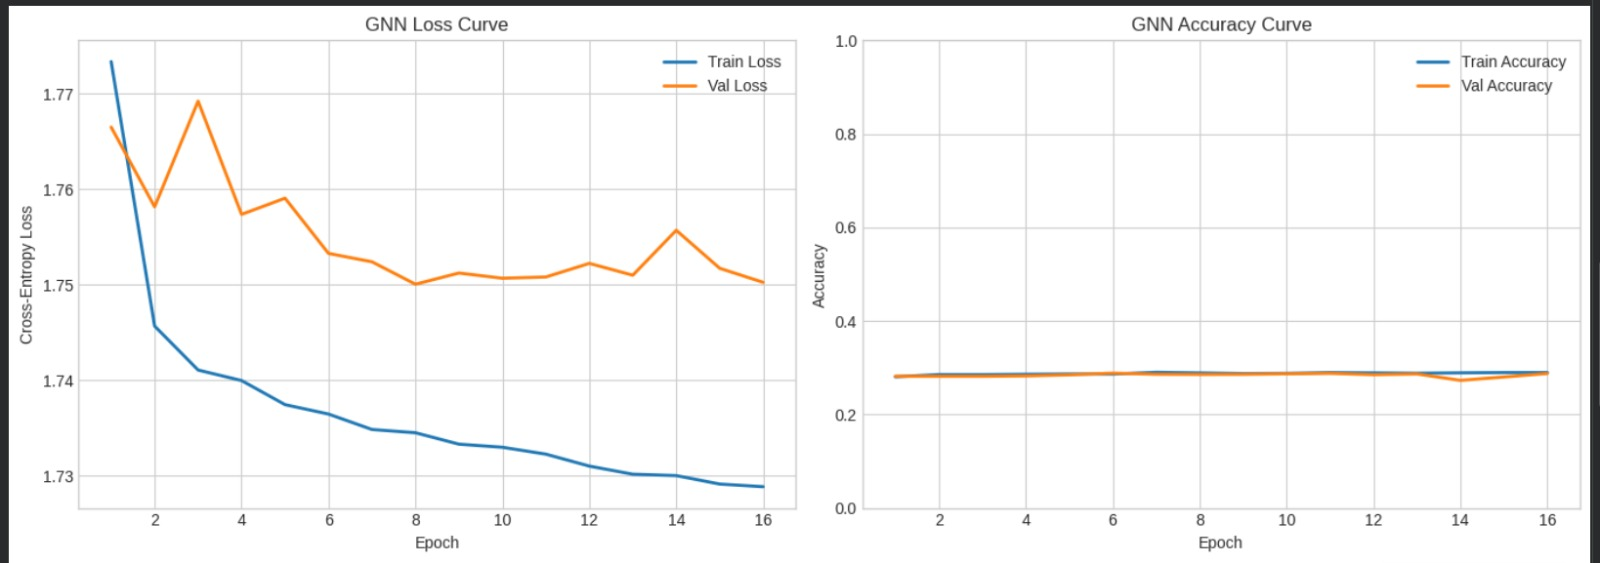 GNN Loss Curve
Train Loss
Val Loss
1.77
1.76
1.75
1.74
1.73
Cross-Entropy Loss
2 4 6 8 10 12 14 16
Epoch
GNN Accuracy Curve
Train Accuracy
Val Accuracy
1.0
0.8
0.6
0.4
0.2
0.0
Accuracy
2 4 6 8 10 12 14 16
Epoch